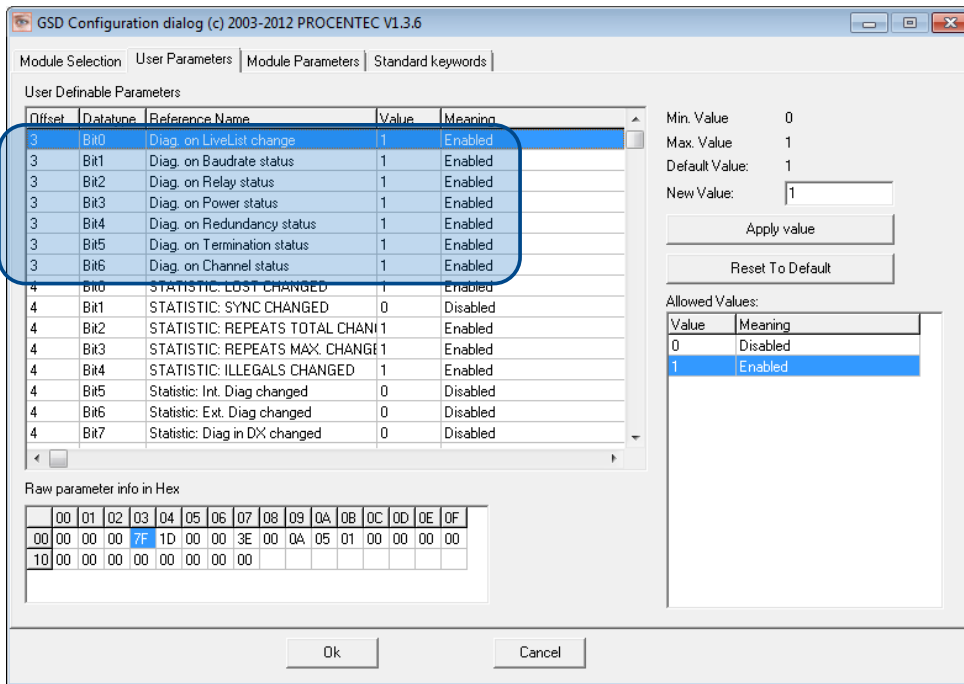 GSD Configuration dialog (c) 2003-2012 PROCENTEC V1.3.6
Module Selection User Parameters Module Parameters Standard keywords
User Definable Parameters
Offset Datatype Reference Name Value Meaning
3 Bit0 Diag. on LiveList change 1 Enabled
3 Bit1 Diag. on Baudrate status 1 Enabled
3 Bit2 Diag. on Relay status 1 Enabled
3 Bit3 Diag. on Power status 1 Enabled
3 Bit4 Diag. on Redundancy status 1 Enabled
3 Bit5 Diag. on Termination status 1 Enabled
3 Bit6 Diag. on Channel status 1 Enabled
4 Bit0 STATISTIC: LOST CHANGED 1 Enabled
4 Bit1 STATISTIC: SYNC CHANGED 0 Disabled
4 Bit2 STATISTIC: REPEATS TOTAL CHAN 1 Enabled
4 Bit3 STATISTIC: REPEATS MAX. CHANGE 1 Enabled
4 Bit4 STATISTIC: ILLEGALS CHANGED 1 Enabled
4 Bit5 Statistic: Int. Diag changed 0 Disabled
4 Bit6 Statistic: Ext. Diag changed 0 Disabled
4 Bit7 Statistic: Diag in DX changed 0 Disabled
Min. Value 0
Max. Value 1
Default Value: 1
New Value: 1
Apply value
Reset To Default
Allowed Values:
Value Meaning
0 Disabled
1 Enabled
Raw parameter info in Hex
00 01 02 03 04 05 06 07 08 09 0A 0B 0C 0D 0E 0F
00 00 00 00 7F 1D 00 00 3E 00 0A 05 01 00 00 00 00
10 00 00 00 00 00 00 00 00
Ok Cancel